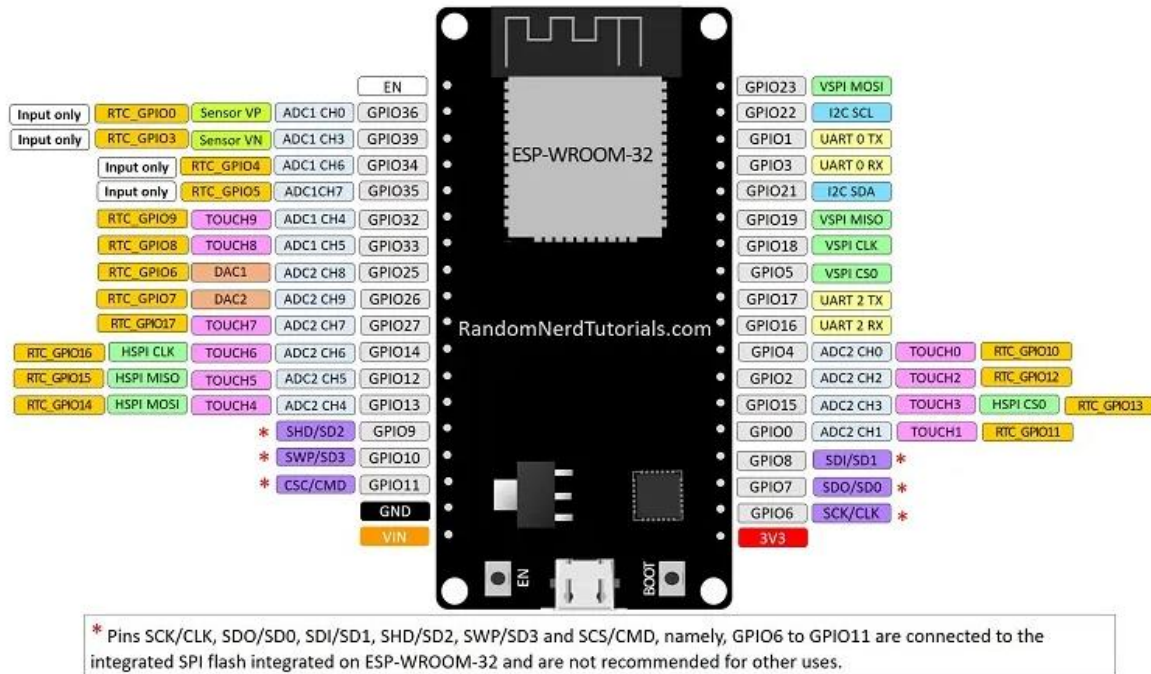 EN
GPIO23 VSPI MOSI
Input only RTC_GPIO0 Sensor VP ADC1 CH0 GPIO36
GPIO22 I2C SCL
Input only RTC_GPIO3 Sensor VN ADC1 CH3 GPIO39
GPIO1 UART 0 TX
Input only RTC_GPIO4 ADC1 CH6 GPIO34
GPIO3 UART 0 RX
ESP-WROOM-32
Input only RTC_GPIO5 ADC1CH7 GPIO35
GPIO21 I2C SDA
RTC_GPIO9 TOUCH9 ADC1 CH4 GPIO32
GPIO19 VSPI MISO
RTC_GPIO8 TOUCH8 ADC1 CH5 GPIO33
GPIO18 VSPI CLK
RTC_GPIO6 DAC1 ADC2 CH8 GPIO25
GPIO5 VSPI CS0
RTC_GPIO7 DAC2 ADC2 CH9 GPIO26
GPIO17 UART 2 TX
RTC_GPIO17 TOUCH7 ADC2 CH7 GPIO27
GPIO16 UART 2 RX
RandomNerdTutorials.com
RTC_GPIO16 HSPI CLK TOUCH6 ADC2 CH6 GPIO14
GPIO4 ADC2 CH0 TOUCH0 RTC_GPIO10
RTC_GPIO15 HSPI MISO TOUCH5 ADC2 CH5 GPIO12
GPIO2 ADC2 CH2 TOUCH2 RTC_GPIO12
RTC_GPIO14 HSPI MOSI TOUCH4 ADC2 CH4 GPIO13
GPIO15 ADC2 CH3 TOUCH3 HSPI CS0 RTC_GPIO13
* SHD/SD2 GPIO9
GPIO0 ADC2 CH1 TOUCH1 RTC_GPIO11
* SWP/SD3 GPIO10
GPIO8 SDI/SD1 *
* CSC/CMD GPIO11
GPIO7 SDO/SD0 *
GND
GPIO6 SCK/CLK *
VIN
3V3
EN
BOOT
* Pins SCK/CLK, SDO/SD0, SDI/SD1, SHD/SD2, SWP/SD3 and SCS/CMD, namely, GPIO6 to GPIO11 are connected to the
integrated SPI flash integrated on ESP-WROOM-32 and are not recommended for other uses.